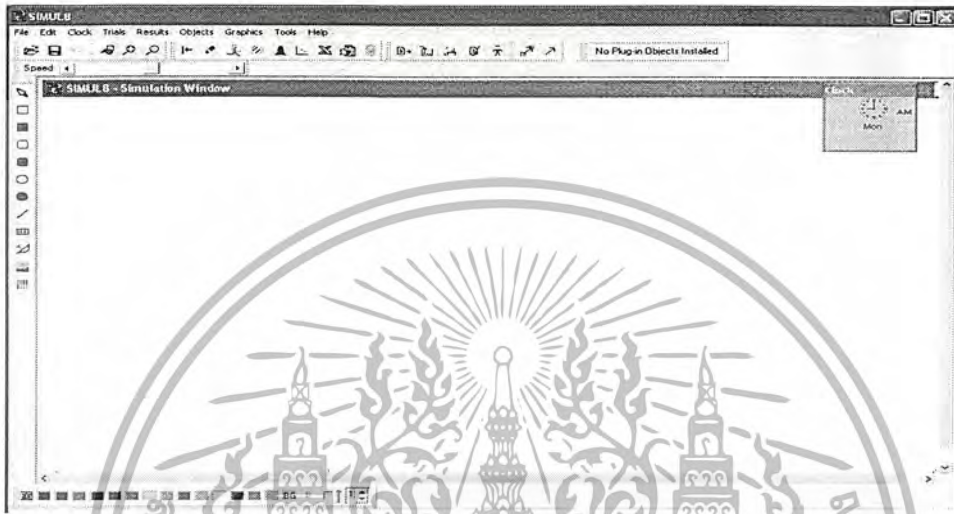 SIMUL8
File Edit Clock Trials Results Objects Graphics Tools Help
No Plug-in Objects Installed
Speed
SIMUL8 - Simulation Window
Clock
AM
Mon
BG